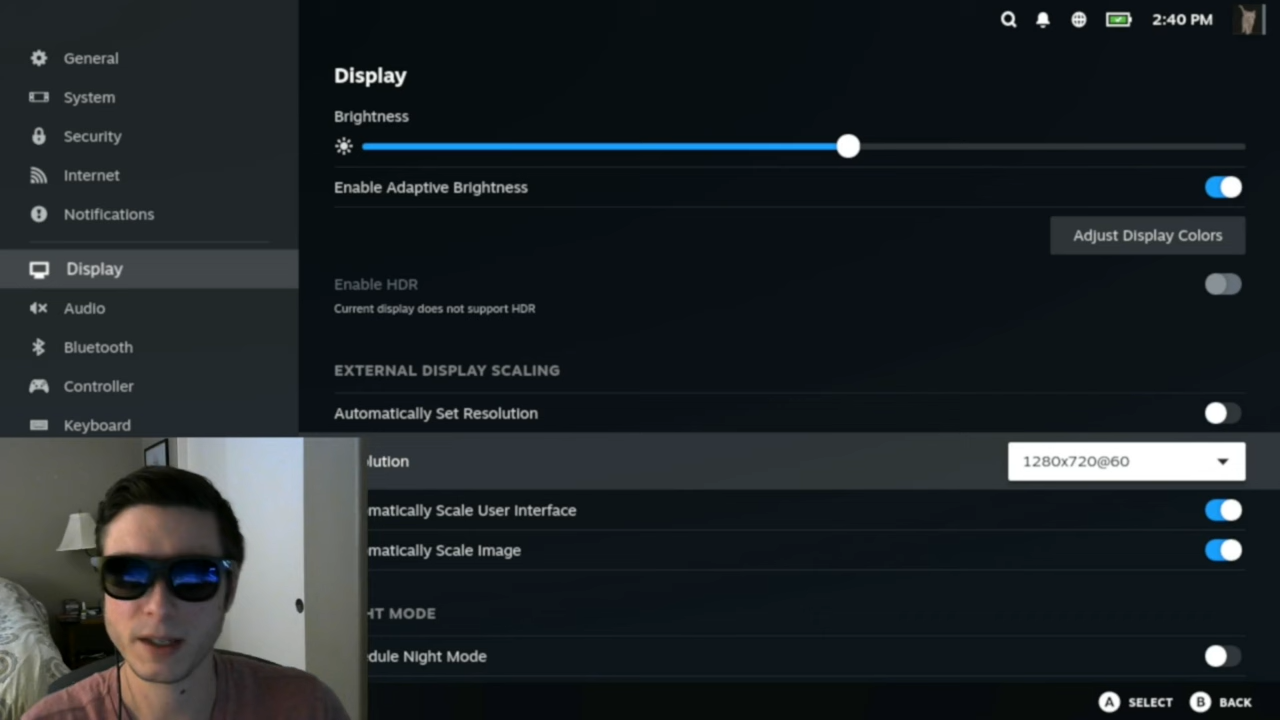 2:40 PM
General
System
Security
Internet
Notifications
Display
Audio
Bluetooth
Controller
Keyboard
Display
Brightness
Enable Adaptive Brightness
Adjust Display Colors
Enable HDR
Current display does not support HDR
EXTERNAL DISPLAY SCALING
Automatically Set Resolution
lution 1280x720@60
matically Scale User Interface
matically Scale Image
HT MODE
edule Night Mode
A SELECT B BACK